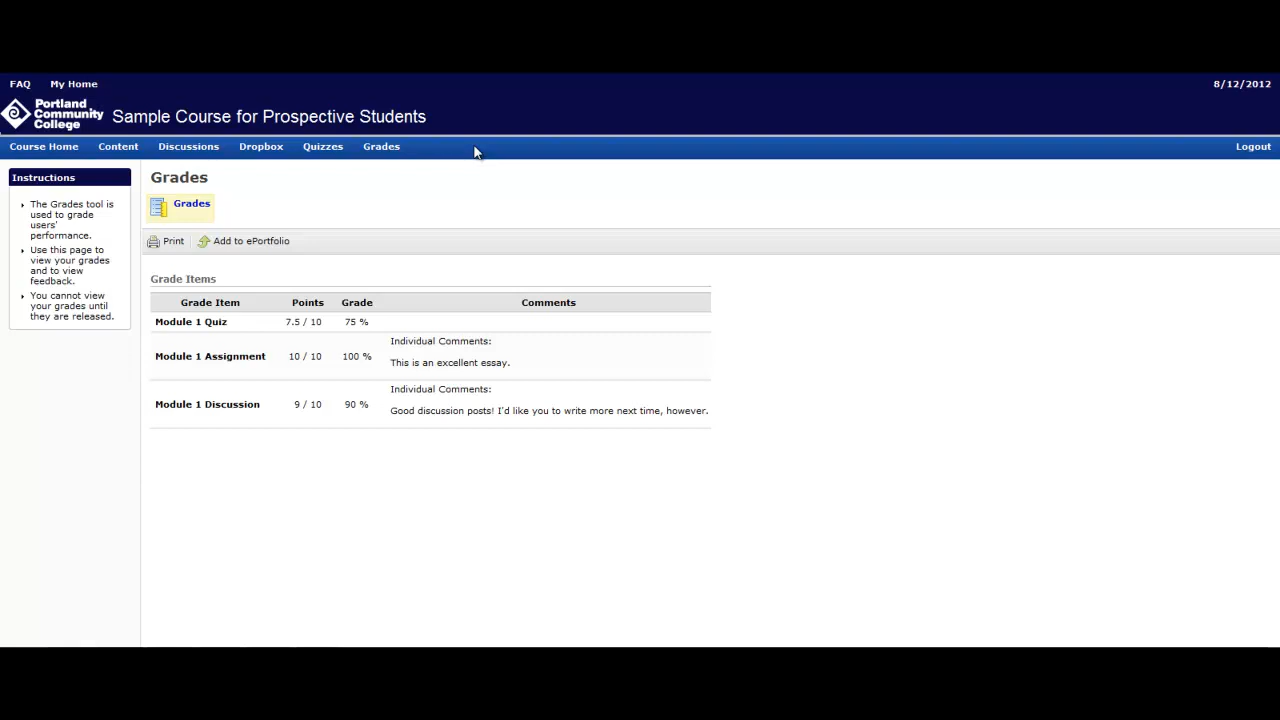 FAQ My Home 8/12/2012
Portland
Community
College
Sample Course for Prospective Students
Course Home Content Discussions Dropbox Quizzes Grades Logout
Instructions
The Grades tool is
used to grade
users'
performance.
Use this page to
view your grades
and to view
feedback.
You cannot view
your grades until
they are released.
Grades
Grades
Print Add to ePortfolio
Grade Items
Grade Item Points Grade Comments
Module 1 Quiz 7.5 / 10 75 %
Individual Comments:
Module 1 Assignment 10 / 10 100 %
This is an excellent essay.
Individual Comments:
Module 1 Discussion 9 / 10 90 %
Good discussion posts! I'd like you to write more next time, however.